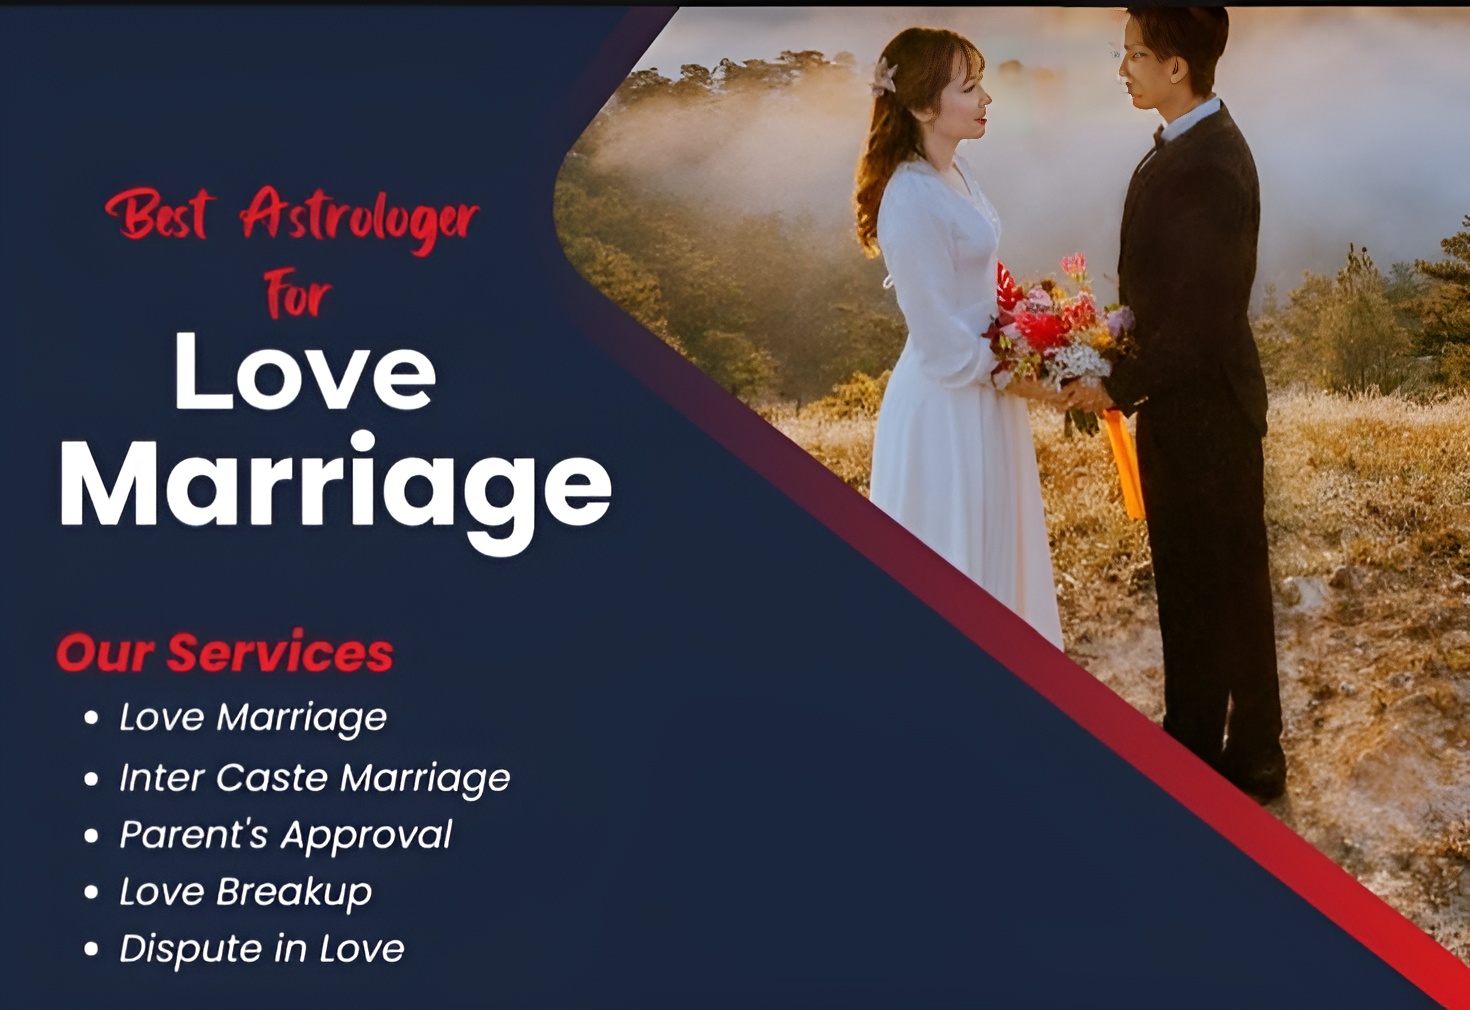 Best Astrologer
For
Love
Marriage
Our Services
• Love Marriage
• Inter Caste Marriage
• Parent's Approval
• Love Breakup
• Dispute in Love